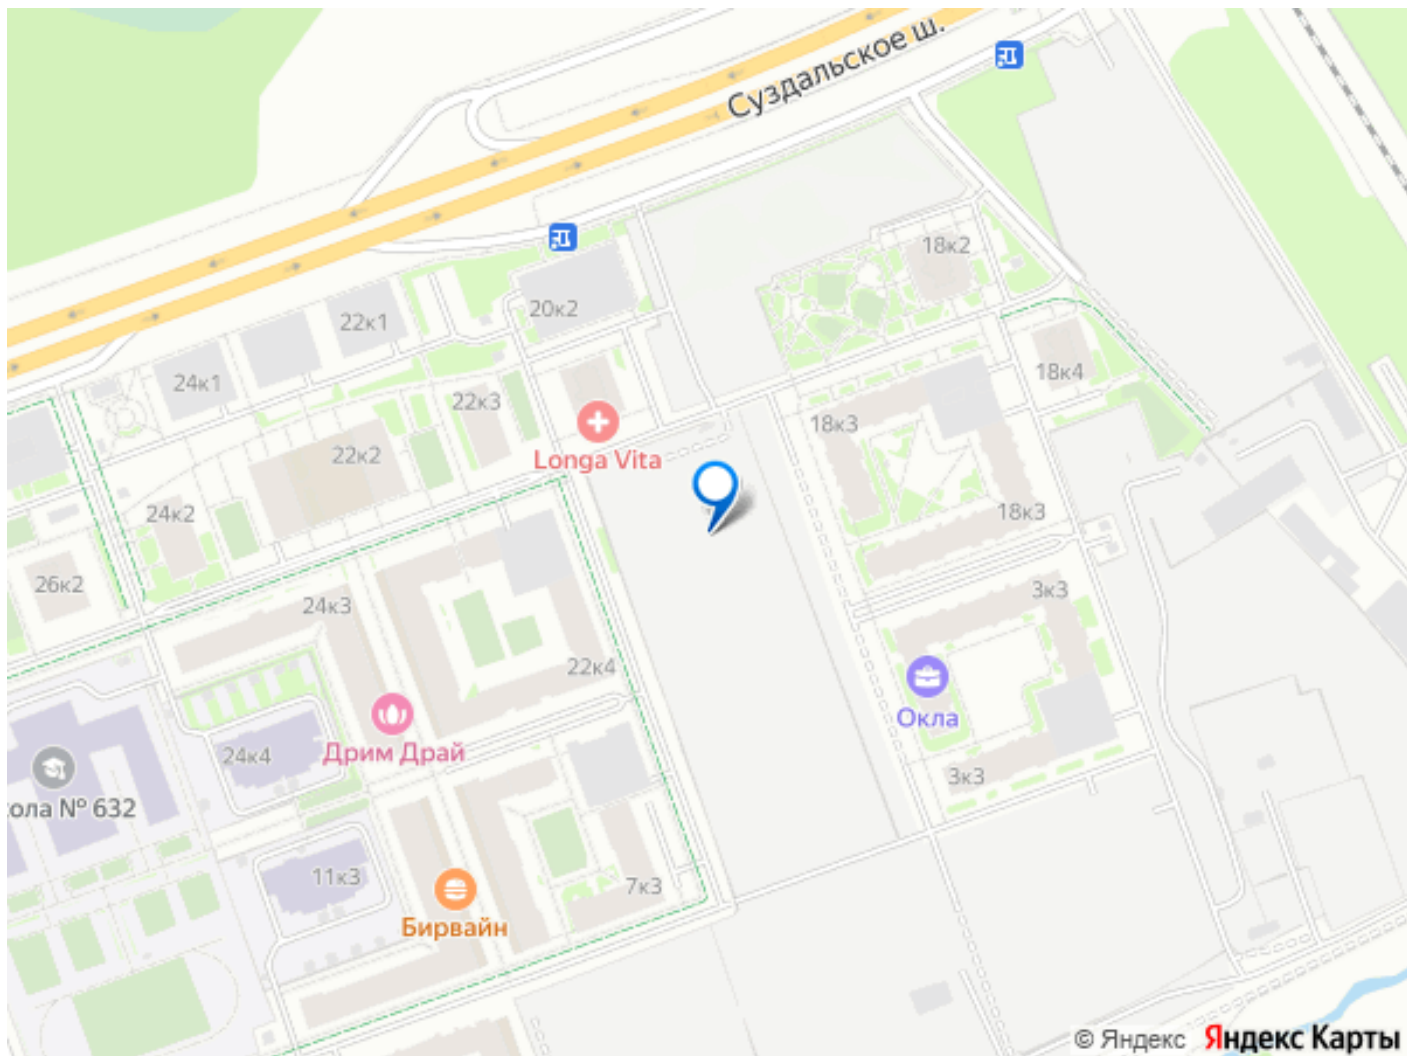 Суздальское ш.
18к2
20к2
22к1
24к1
22к3
18к4
18к3
Longa Vita
22к2
24к2
18к3
26к2
24к3
3к3
22к4
Окла
Дрим Драй
24к4
3к3
ола № 632
11к3
7к3
Бирвайн
© Яндекс Яндекс Карты